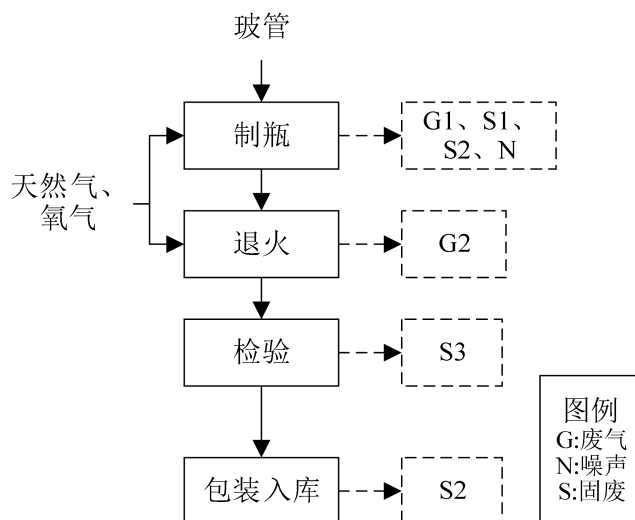 玻管
制瓶
G1、S1、
S2、N
天然气、
氧气
退火
G2
检验
S3
图例
G:废气
N:噪声
S:固废
包装入库
S2